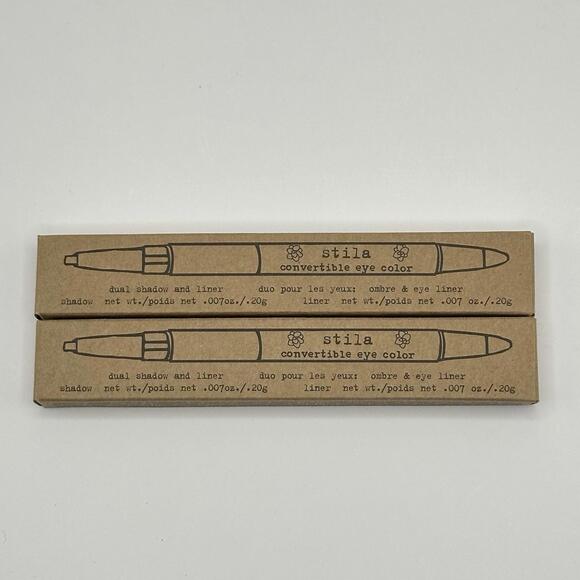 stila
convertible eye color
dual shadow and liner duo pour les yeux: ombre & eye liner
shadow net wt./poids net .007oz./.20g liner net wt./poids net .007 oz./.20g
stila
convertible eye color
dual shadow and liner duo pour les yeux: ombre & eye liner
shadow net wt./poids net .007oz./.20g liner net wt./poids net .007 oz./.20g